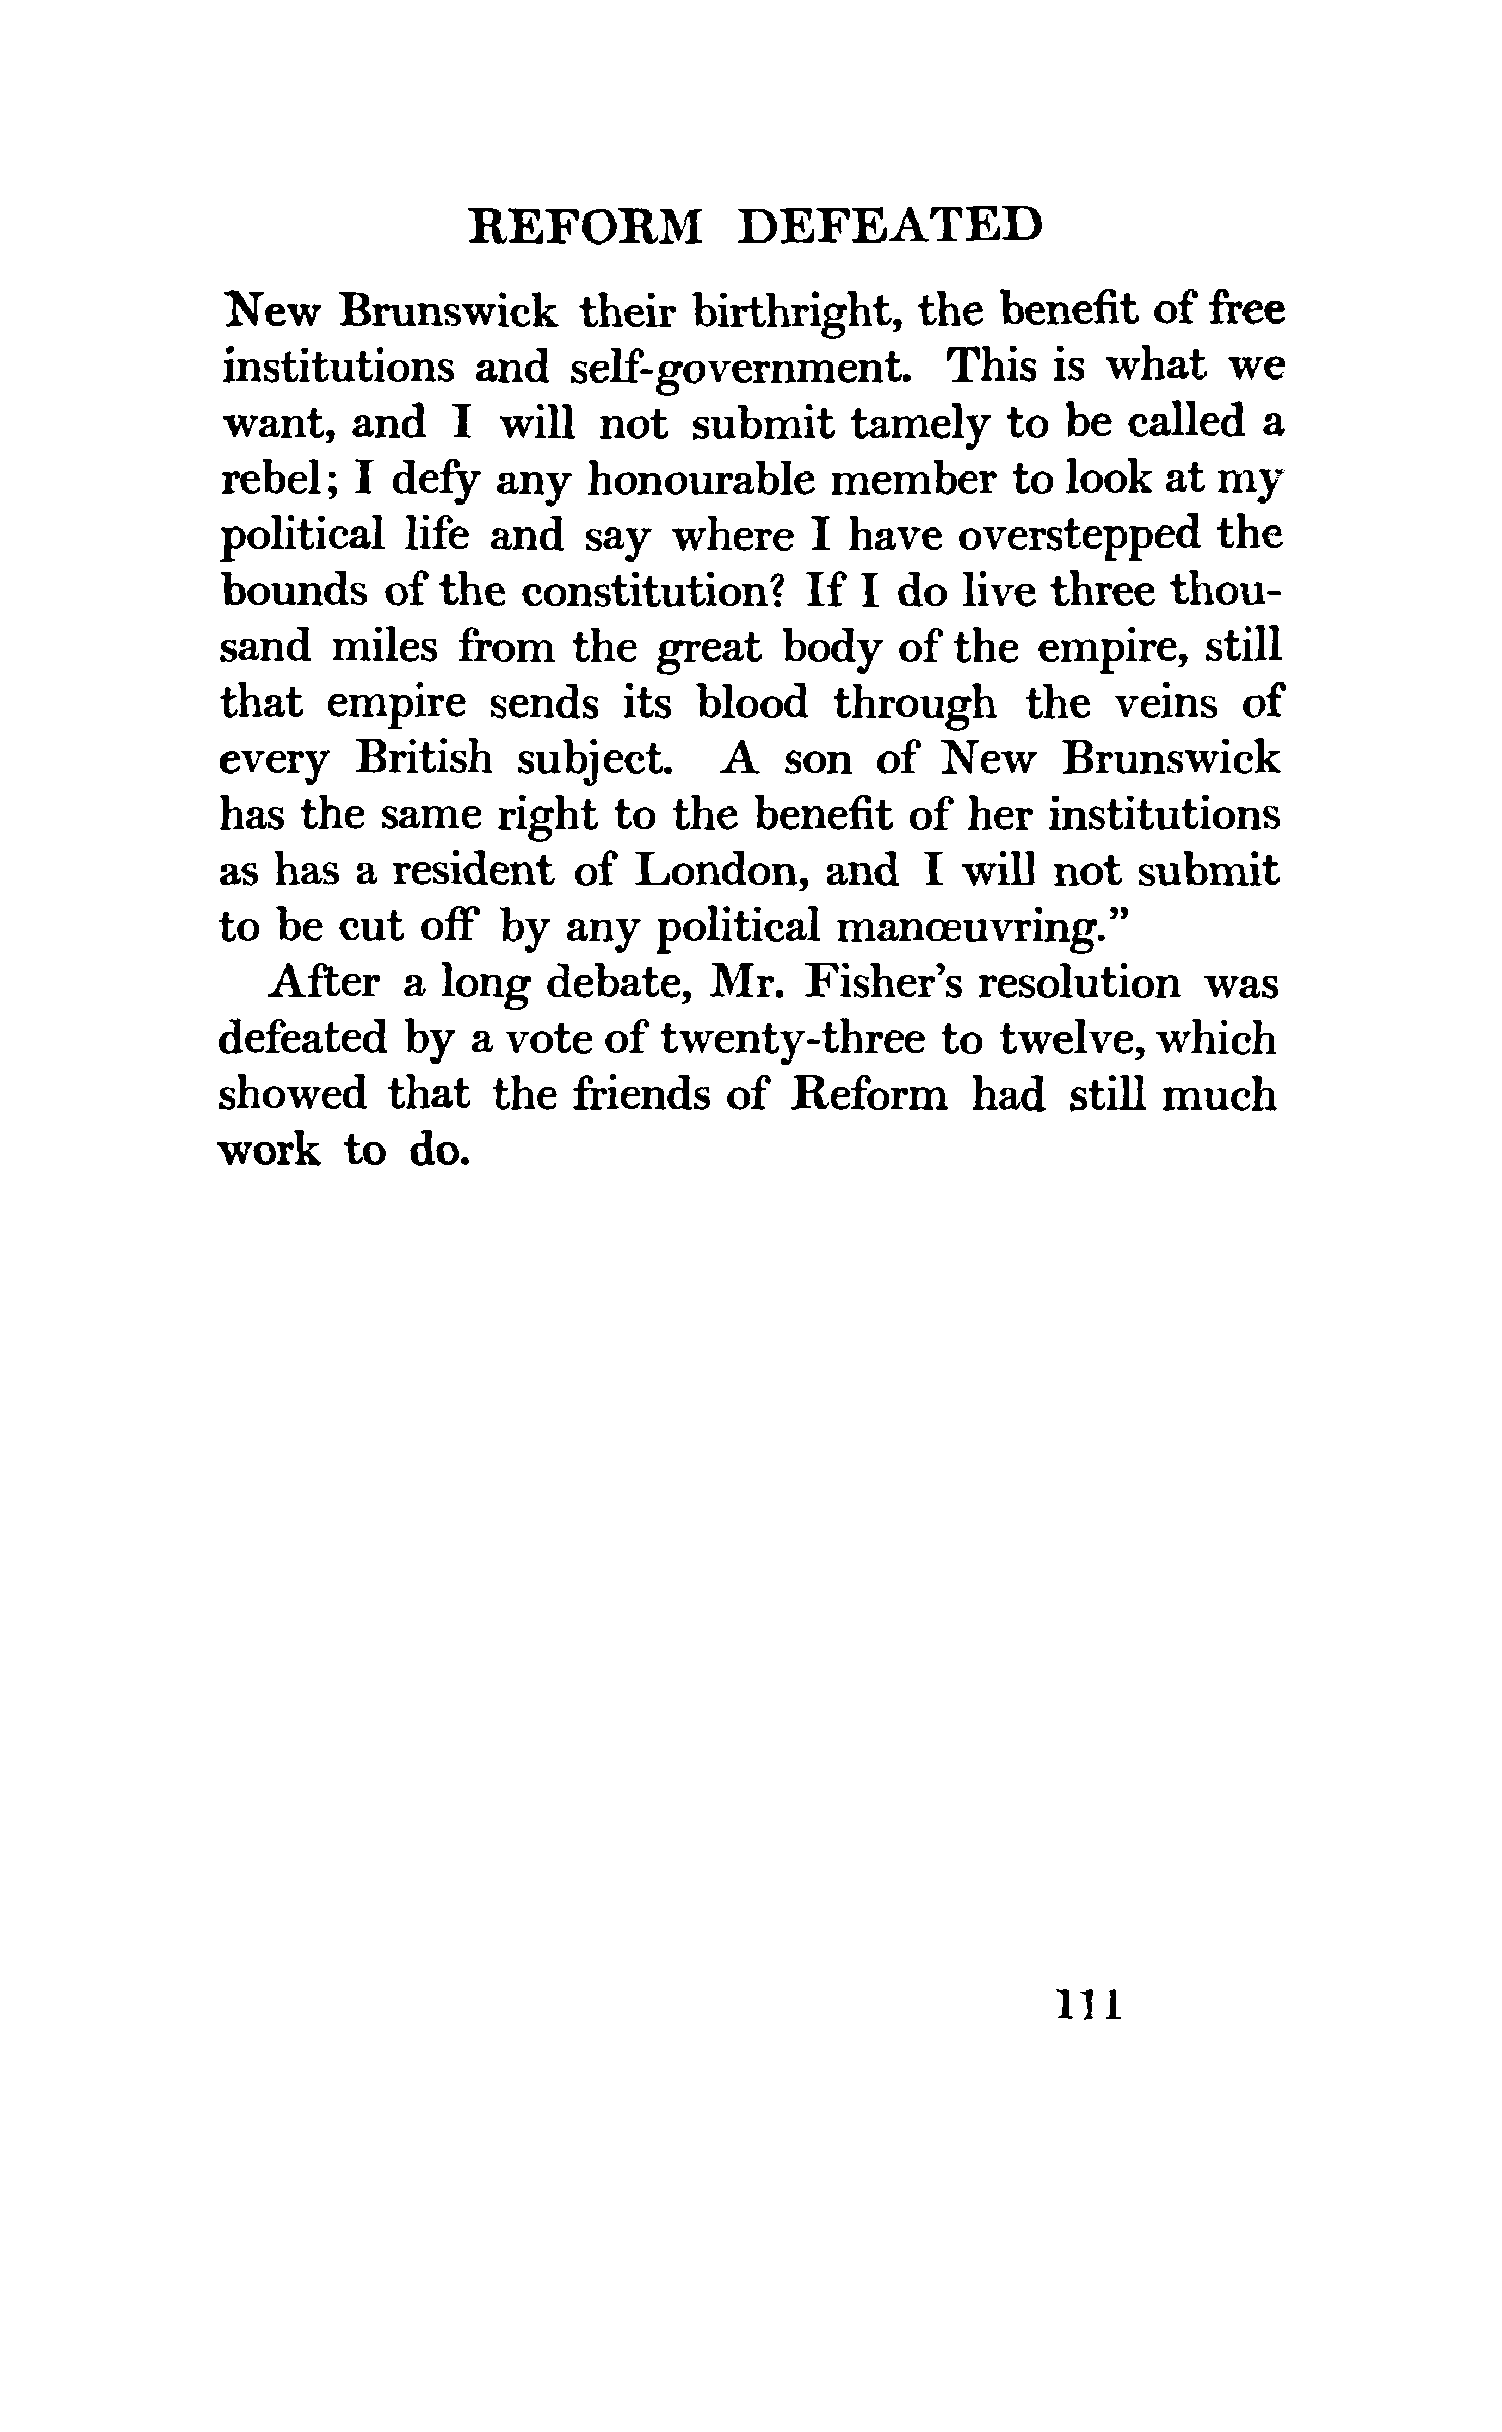 REFORM DEFEATED
New Brunswick their birthright, the benefit of free
institutions and self-government. This is what we
want, and I will not submit tamely to be called a
rebel; I defy any honourable member to look at my
political life and say where I have overstepped the
bounds of the constitution? If I do live three thou-
sand miles from the great body of the empire, still
that empire sends its blood through the veins of
every British subject. A son of New Brunswick
has the same right to the benefit of her institutions
as has a resident of London, and I will not submit
to be cut off by any political manœuvring.”
After a long debate, Mr. Fisher’s resolution was
defeated by a vote of twenty-three to twelve, which
showed that the friends of Reform had still much
work to do.
111